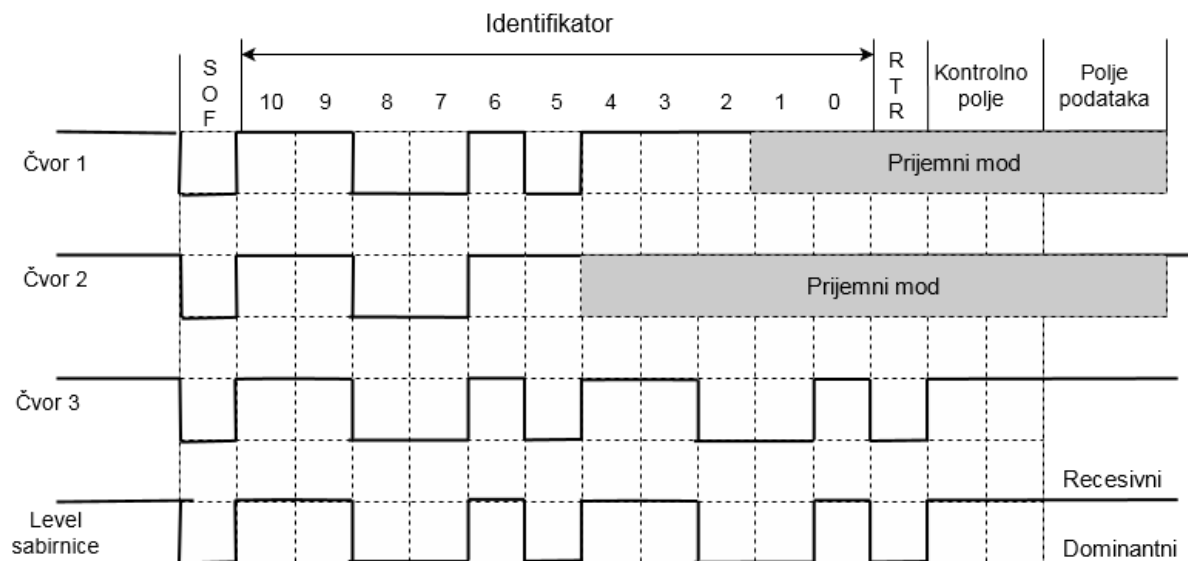 Identifikator
S
O
F
10 9 8 7 6 5 4 3 2 1 0
R
T
R
Kontrolno
polje
Polje
podataka
Čvor 1
Prijemni mod
Čvor 2
Prijemni mod
Čvor 3
Recesivni
Level
sabirnice
Dominantni